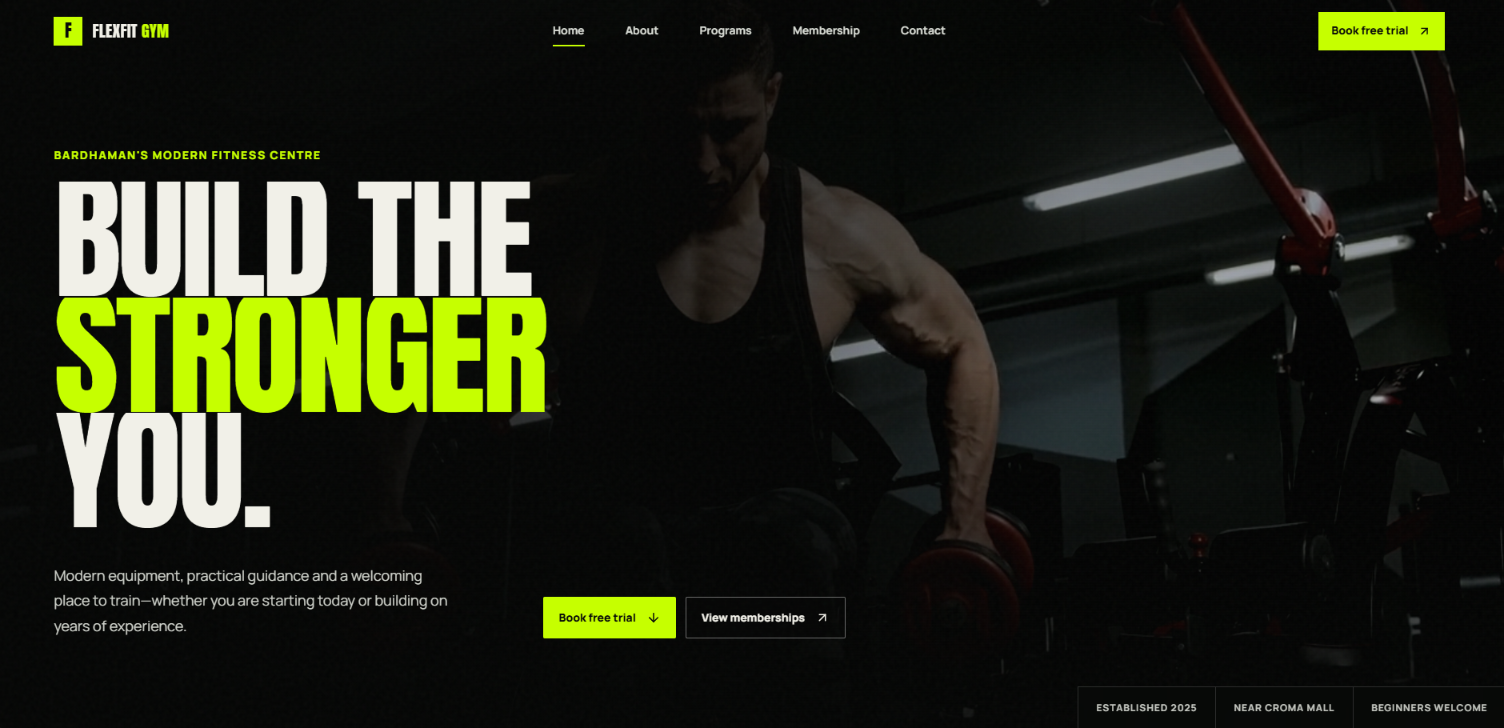 F FLEXFIT GYM
Home About Programs Membership Contact
Book free trial
BARDHAMAN'S MODERN FITNESS CENTRE
BUILD THE
STRONGER
YOU.
Modern equipment, practical guidance and a welcoming
place to train—whether you are starting today or building on
years of experience.
Book free trial
View memberships
ESTABLISHED 2025
NEAR CROMA MALL
BEGINNERS WELCOME